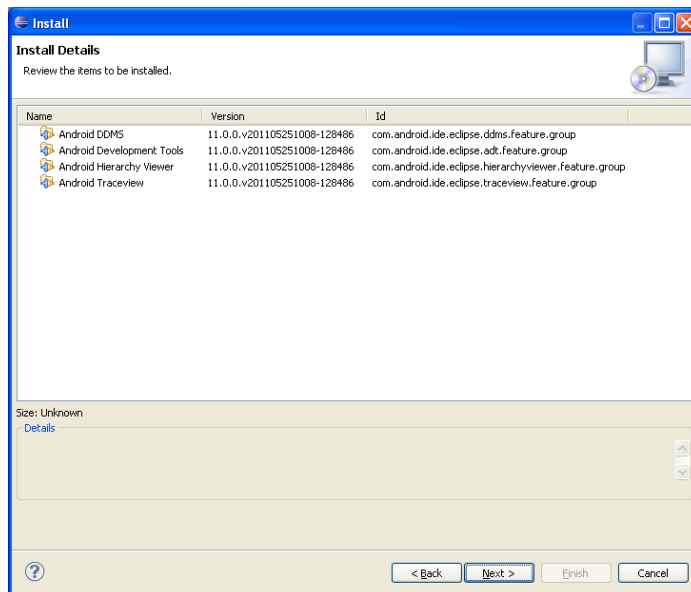 Install
Install Details
Review the items to be installed.
Name Version Id
Android DDMS 11.0.0.v201105251008-128486 com.android.ide.eclipse.ddms.feature.group
Android Development Tools 11.0.0.v201105251008-128486 com.android.ide.eclipse.adt.feature.group
Android Hierarchy Viewer 11.0.0.v201105251008-128486 com.android.ide.eclipse.hierarchyviewer.feature.group
Android Traceview 11.0.0.v201105251008-128486 com.android.ide.eclipse.traceview.feature.group
Size: Unknown
Details
? < Back Next > Finish Cancel